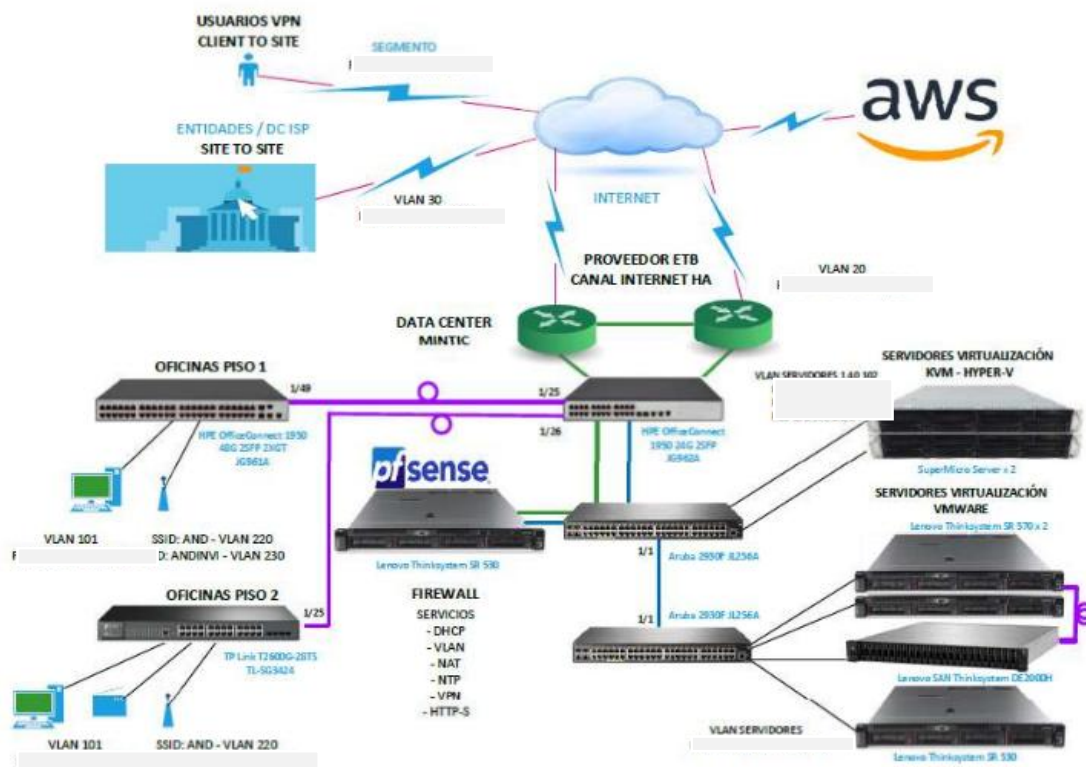 USUARIOS VPN
CLIENT TO SITE
SEGMENTO
aws
ENTIDADES / DC ISP
SITE TO SITE
VLAN 30
INTERNET
PROVEEDOR ETB
CANAL INTERNET HA
VLAN 20
DATA CENTER
MINTIC
OFICINAS PISO 1
1/49
1/25
1/26
HPE OfficeConnect 1950
48G 2SFP 2XGT
JG961A
HPE OfficeConnect
1950 24G 2SFP
JG962A
VLAN SERVIDORES 1.40.102
SERVIDORES VIRTUALIZACIÓN
KVM - HYPER-V
SuperMicro Server x 2
pfsense
VLAN 101
SSID: AND - VLAN 220
D: ANDINVI - VLAN 230
Lenovo Thinksystem SR 530
1/1
Aruba 2930F JL256A
SERVIDORES VIRTUALIZACIÓN
VMWARE
Lenovo Thinksystem SR 570 x 2
OFICINAS PISO 2
1/25
TP Link T2600G-28TS
TL-SG3424
FIREWALL
SERVICIOS
- DHCP
- VLAN
- NAT
- NTP
- VPN
- HTTP-S
1/1
Aruba 2930F JL256A
Lenovo SAN Thinksystem DE2000H
VLAN 101
SSID: AND - VLAN 220
VLAN SERVIDORES
Lenovo Thinksystem SR 530